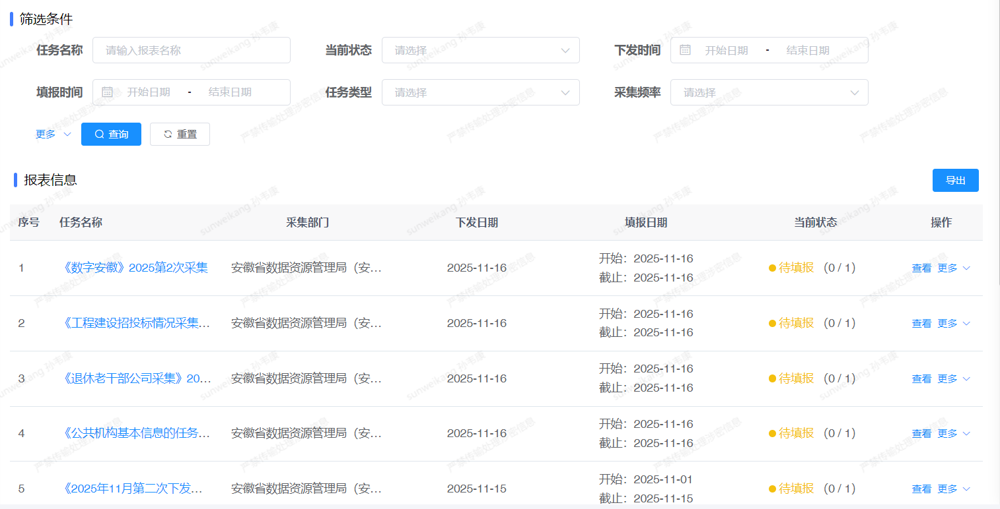 筛选条件
任务名称 请输入报表名称 当前状态 请选择 下发时间 开始日期 - 结束日期
填报时间 开始日期 - 结束日期 任务类型 请选择 采集频率 请选择
更多 查询 重置
报表信息 导出
序号 任务名称 采集部门 下发日期 填报日期 当前状态 操作
1 《数字安徽》2025第2次采集 安徽省数据资源管理局（安... 2025-11-16 开始：2025-11-16 待填报 (0 / 1) 查看 更多
截止：2025-11-16
2 《工程建设招投标情况采集... 安徽省数据资源管理局（安... 2025-11-16 开始：2025-11-16 待填报 (0 / 1) 查看 更多
截止：2025-11-16
3 《退休老干部公司采集》20... 安徽省数据资源管理局（安... 2025-11-16 开始：2025-11-16 待填报 (0 / 1) 查看 更多
截止：2025-11-16
4 《公共机构基本信息的任务... 安徽省数据资源管理局（安... 2025-11-16 开始：2025-11-16 待填报 (0 / 1) 查看 更多
截止：2025-11-16
5 《2025年11月第二次下发... 安徽省数据资源管理局（安... 2025-11-15 开始：2025-11-01 待填报 (0 / 1) 查看 更多
截止：2025-11-15
sunweikang 孙韦康
严禁传输处理涉密信息